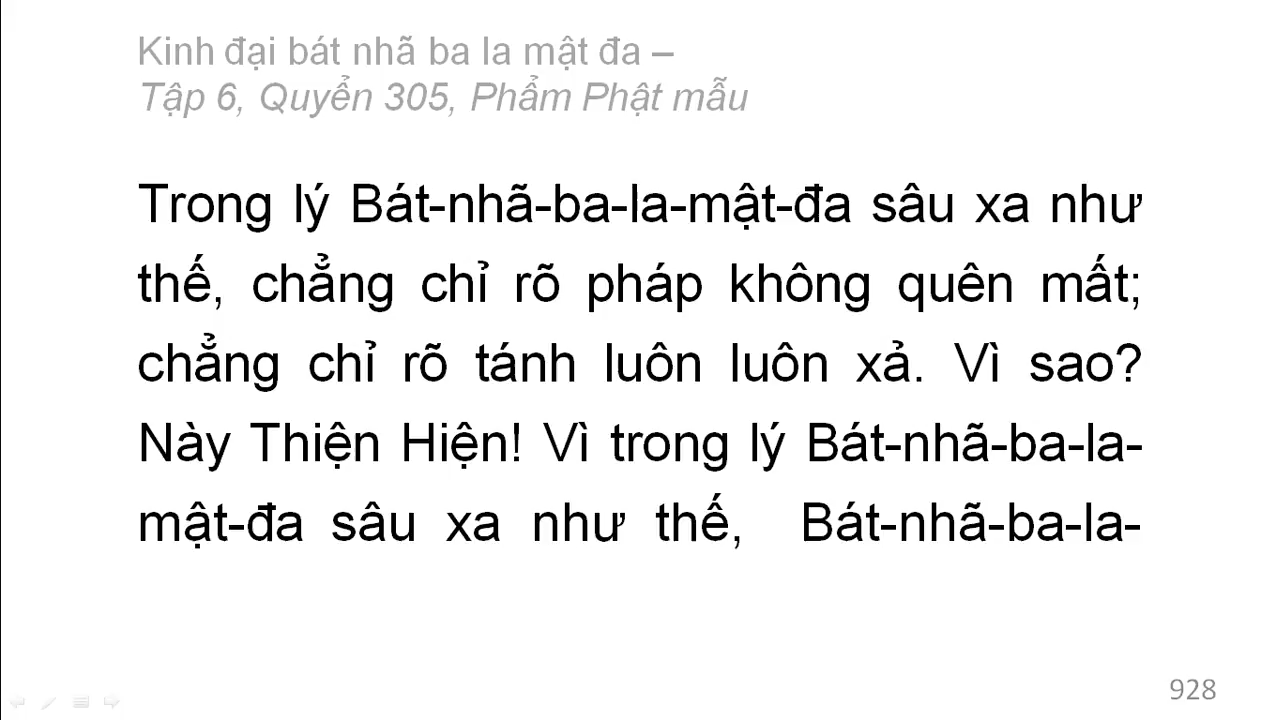 Kinh đại bát nhã ba la mật đa –
Tập 6, Quyển 305, Phẩm Phật mẫu
Trong lý Bát-nhã-ba-la-mật-đa sâu xa như
thế, chẳng chỉ rõ pháp không quên mất;
chẳng chỉ rõ tánh luôn luôn xả. Vì sao?
Này Thiện Hiện! Vì trong lý Bát-nhã-ba-la-
mật-đa sâu xa như thế,  Bát-nhã-ba-la-
928